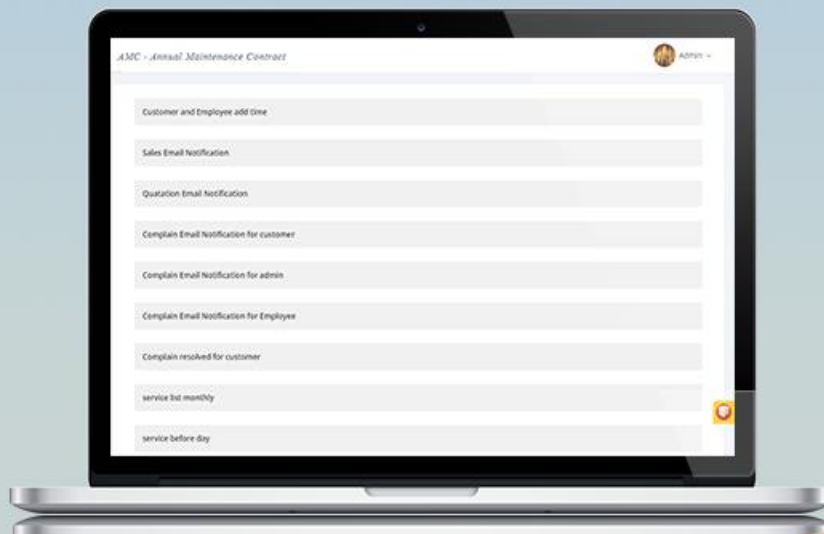 AMC - Annual Maintenance Contract
Admin
Customer and Employee add time
Sales Email Notification
Quatation Email Notification
Complain Email Notification for customer
Complain Email Notification for admin
Complain Email Notification for Employee
Complain resolved for customer
service list monthly
service before day